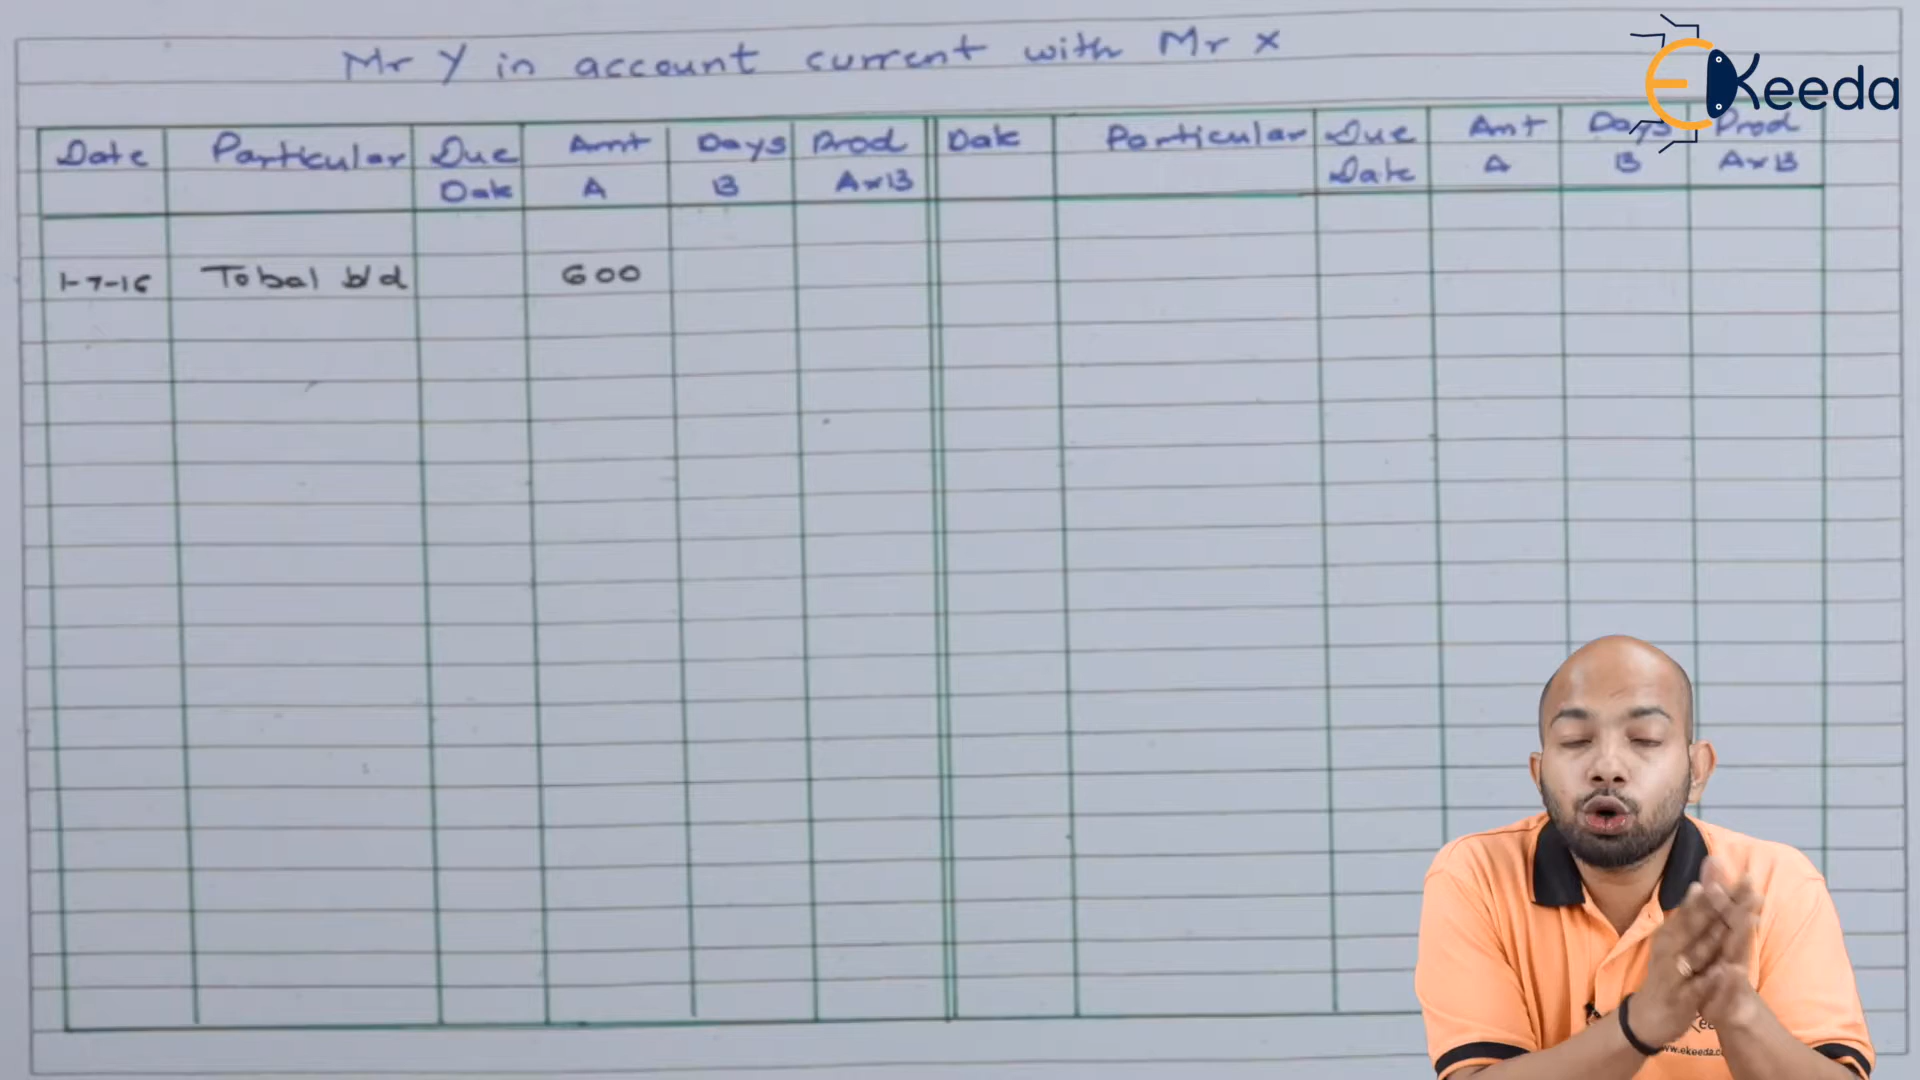 Mr Y in account current with Mr X
EKeeda
Date Particular Due Amt Days Prod Date Particular Due Amt Days Prod
Date A B A×B Date A B A×B
1-7-16 To bal b/d 600
www.ekeeda.c